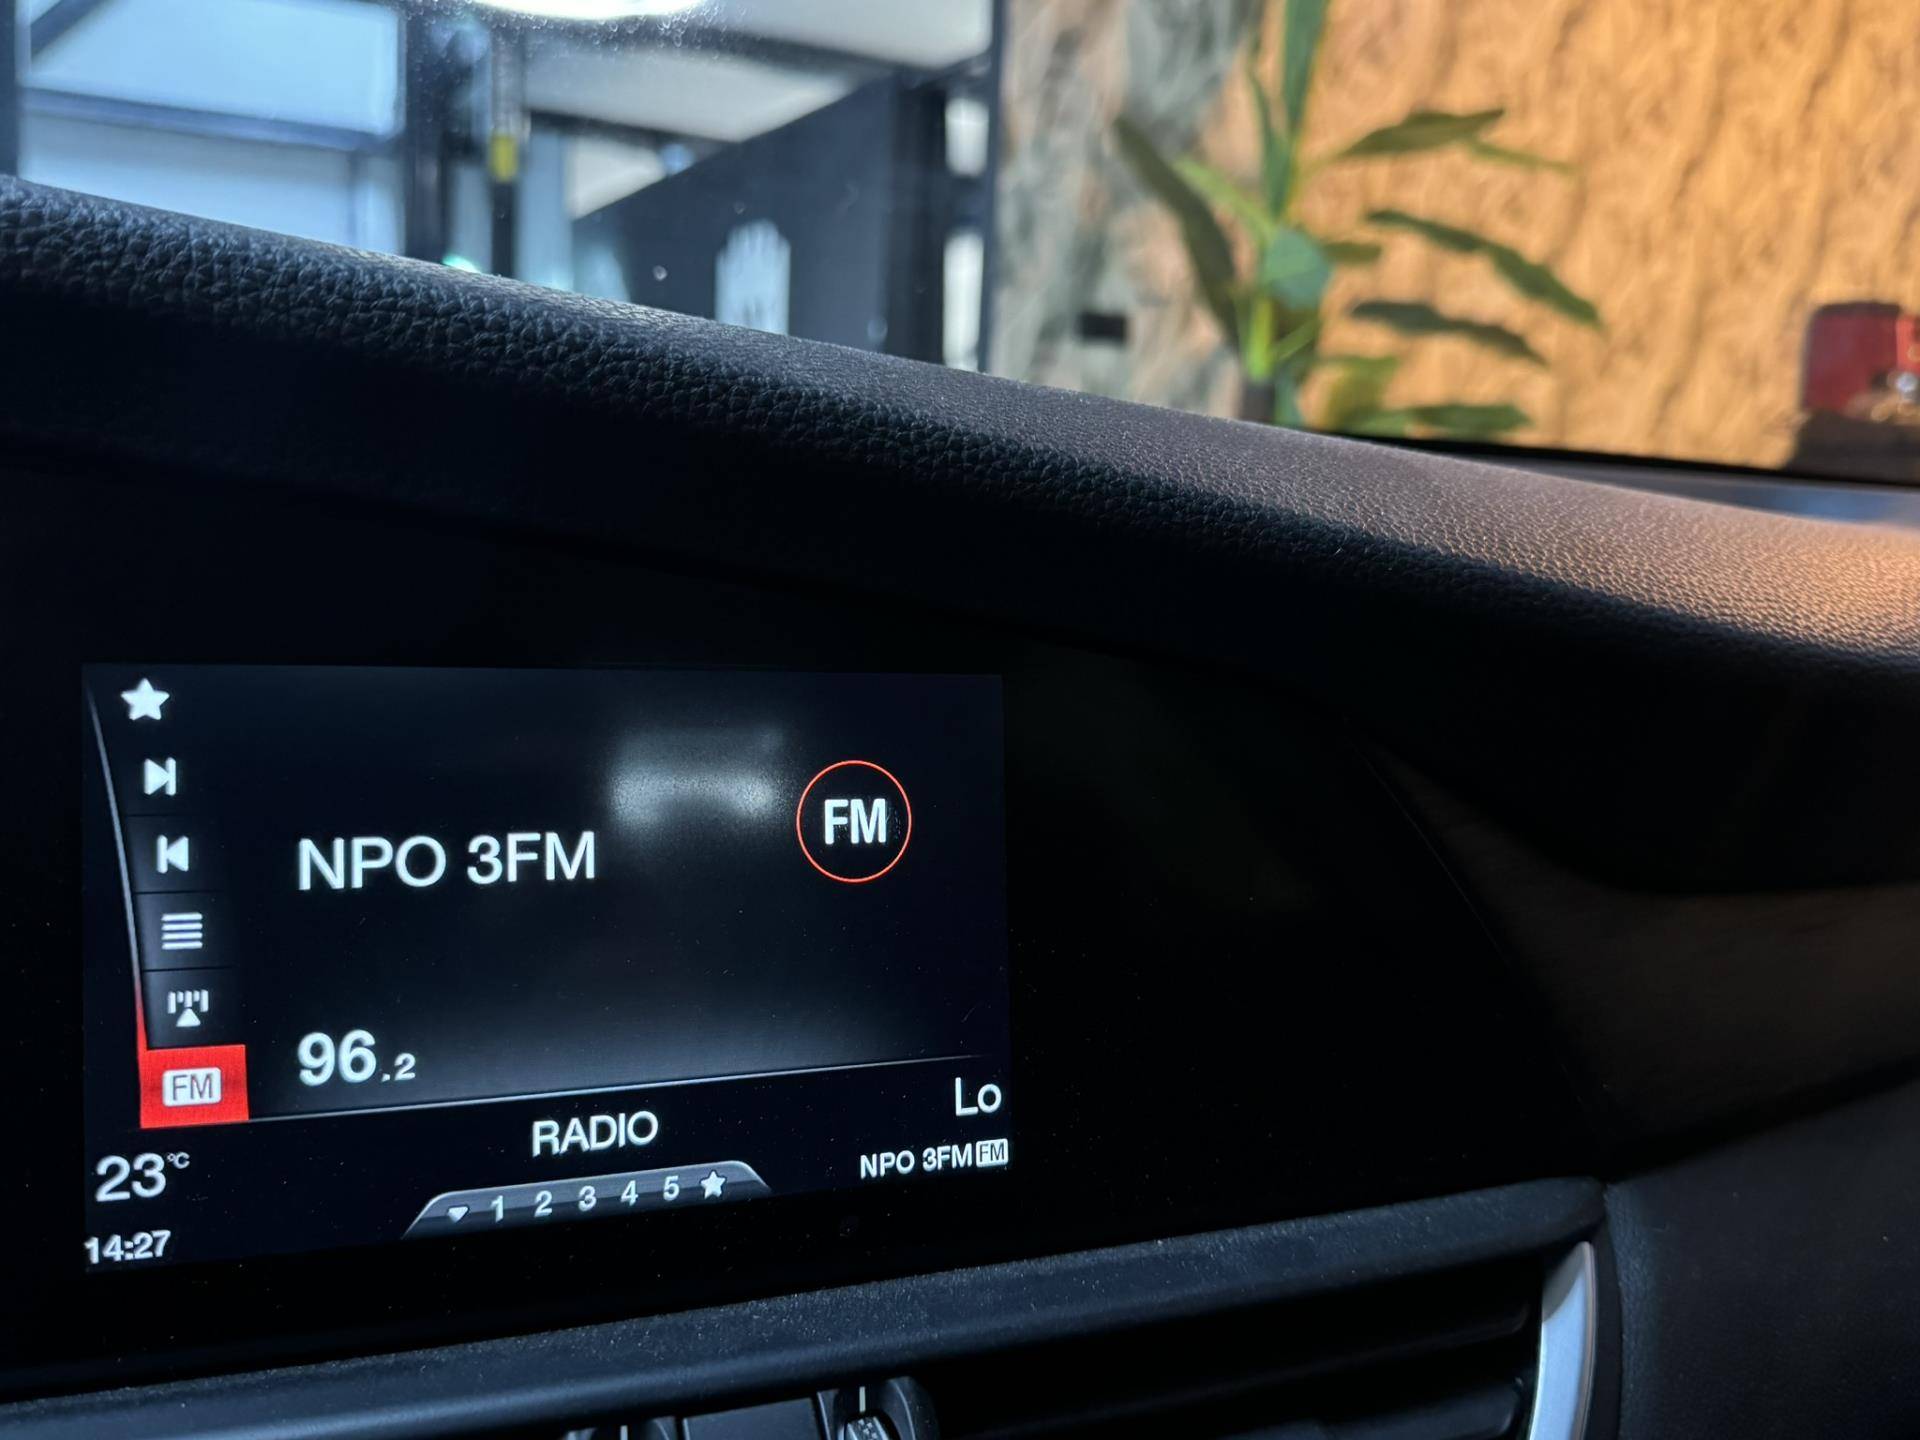 FM
NPO 3FM
96.2
FM
Lo
RADIO
23°C
NPO 3FM FM
1 2 3 4 5
14:27